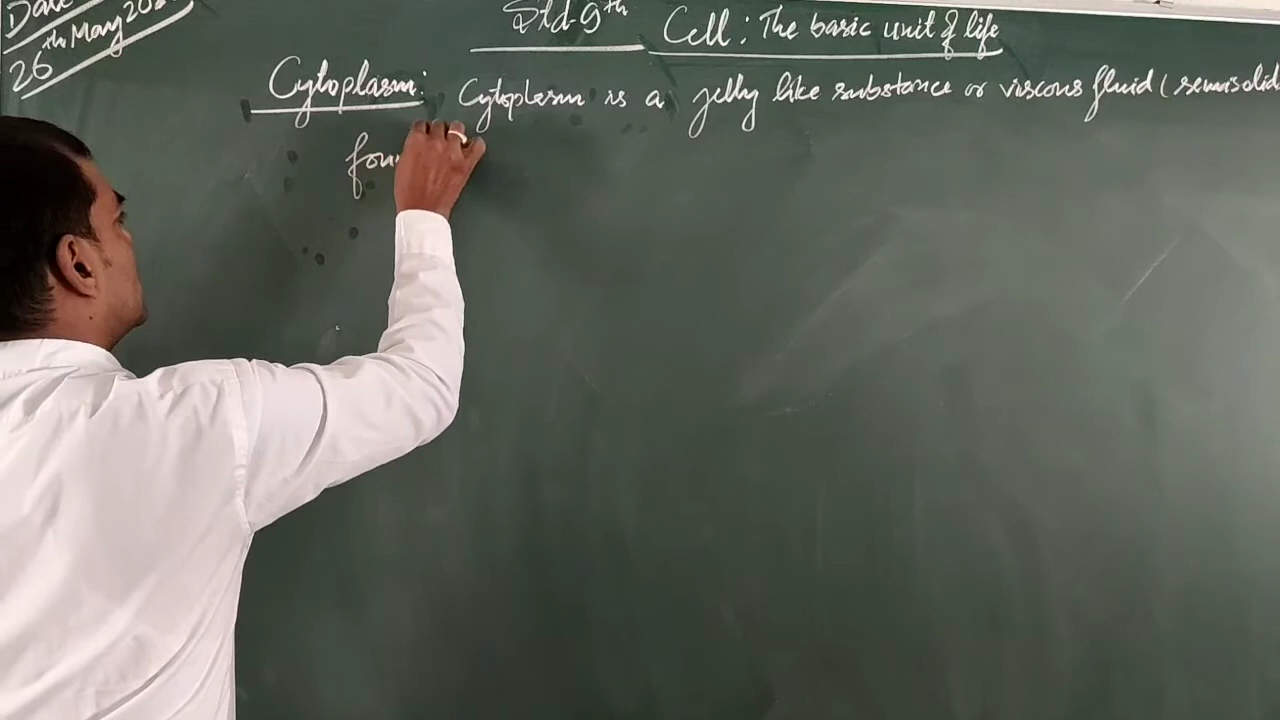 Date
26th May 202
Std-9th Cell: The basic unit of life
Cytoplasm: Cytoplasm is a jelly like substance or viscous fluid (semisolid
foun